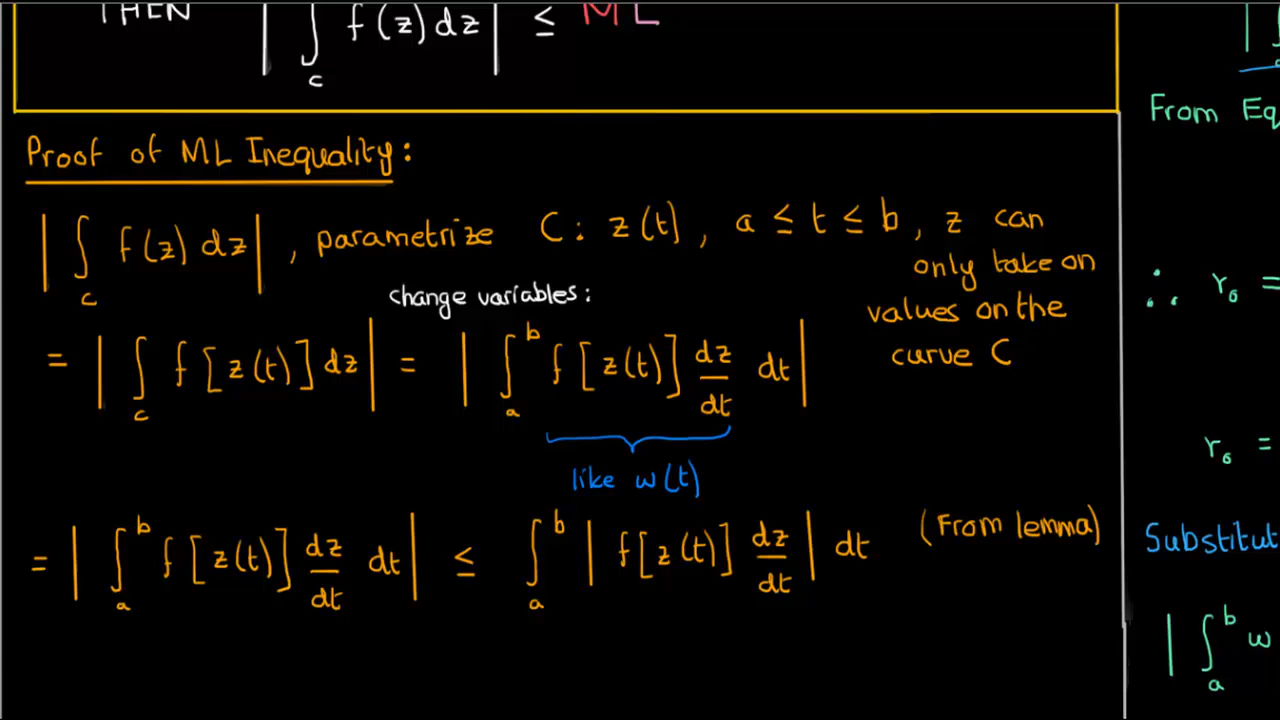 THEN | ∫_C f(z) dz | ≤ ML
Proof of ML Inequality:
| ∫_C f(z) dz | , parametrize C: z(t), a ≤ t ≤ b, z can
only take on
values on the
curve C
change variables:
= | ∫_C f[z(t)] dz | = | ∫_a^b f[z(t)] dz/dt dt |
like w(t)
= | ∫_a^b f[z(t)] dz/dt dt | ≤ ∫_a^b | f[z(t)] dz/dt | dt (From lemma)
From Eq
∴ r₀ =
r₀ =
Substitut
| ∫_a^b w